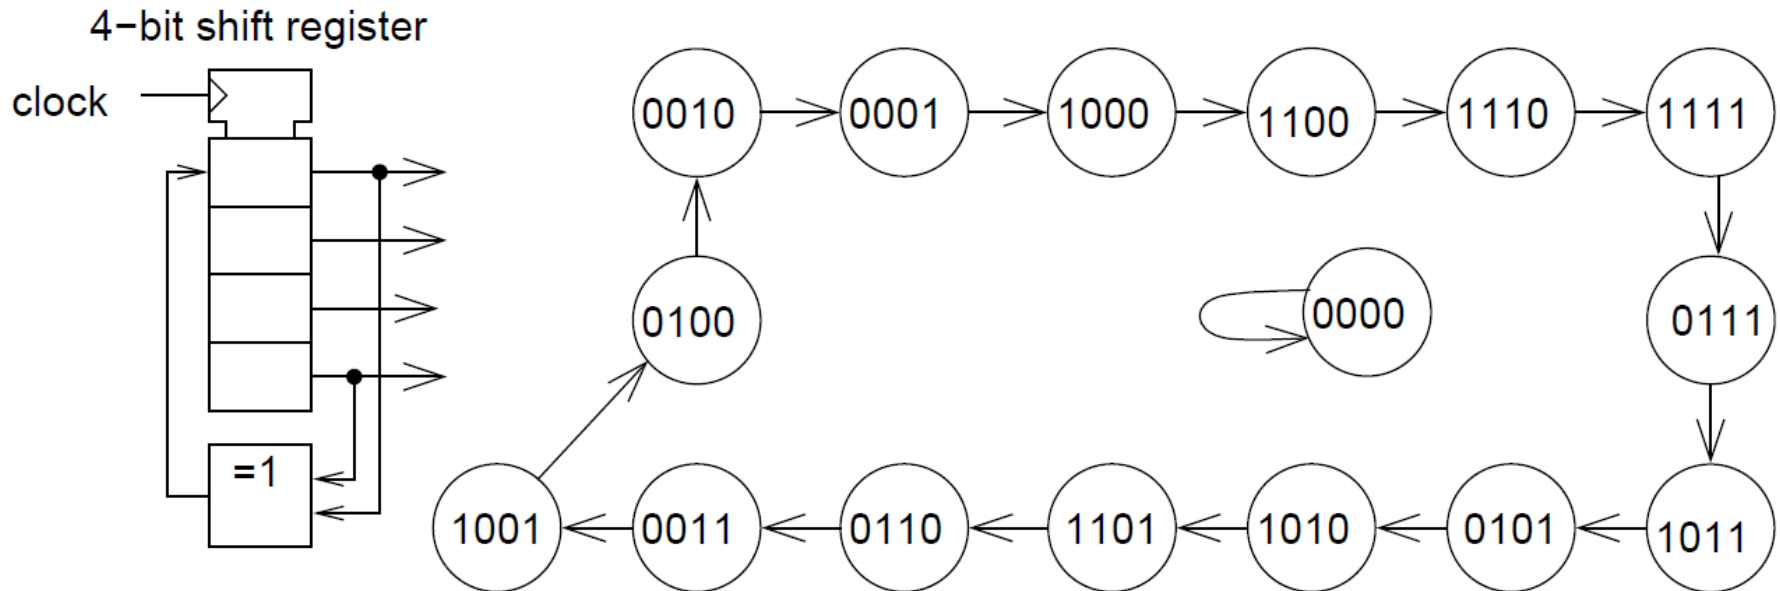 4−bit shift register
clock
=1
0010 0001 1000 1100 1110 1111
0100 0000 0111
1001 0011 0110 1101 1010 0101 1011